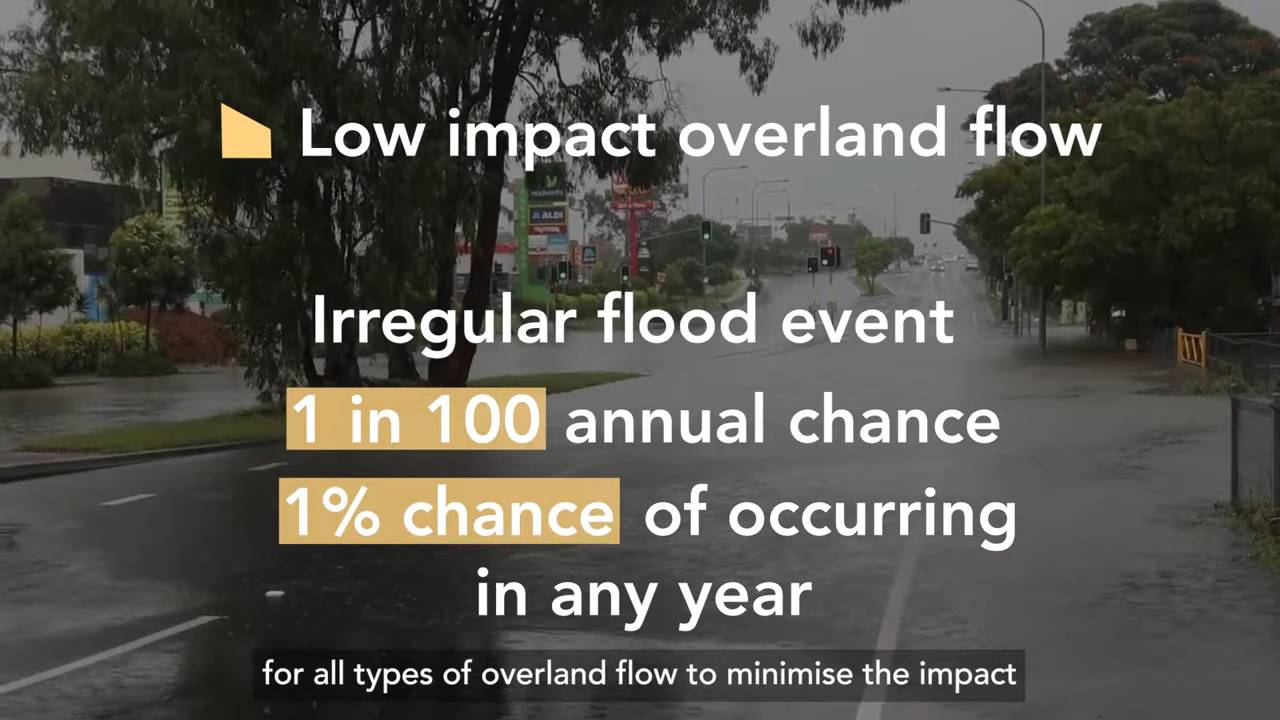 Low impact overland flow
ALDI
Irregular flood event
1 in 100 annual chance
1% chance of occurring
in any year
for all types of overland flow to minimise the impact